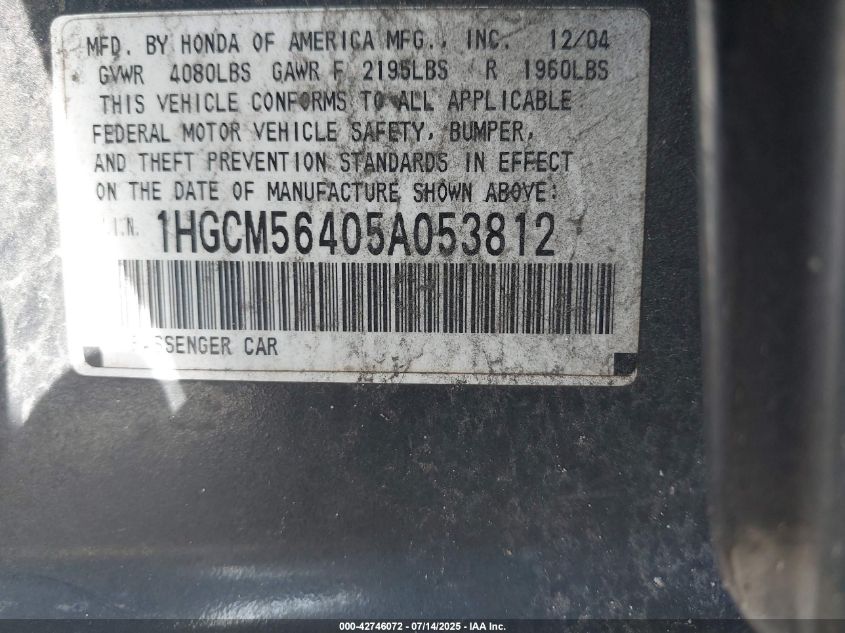 MFD. BY HONDA OF AMERICA MFG., INC. 12/04
GVWR 4080LBS GAWR F 2195LBS R 1960LBS
THIS VEHICLE CONFORMS TO ALL APPLICABLE
FEDERAL MOTOR VEHICLE SAFETY, BUMPER,
AND THEFT PREVENTION STANDARDS IN EFFECT
ON THE DATE OF MANUFACTURE SHOWN ABOVE:
V.I.N. 1HGCM56405A053812
PASSENGER CAR
000-42746072 - 07/14/2025 - IAA Inc.